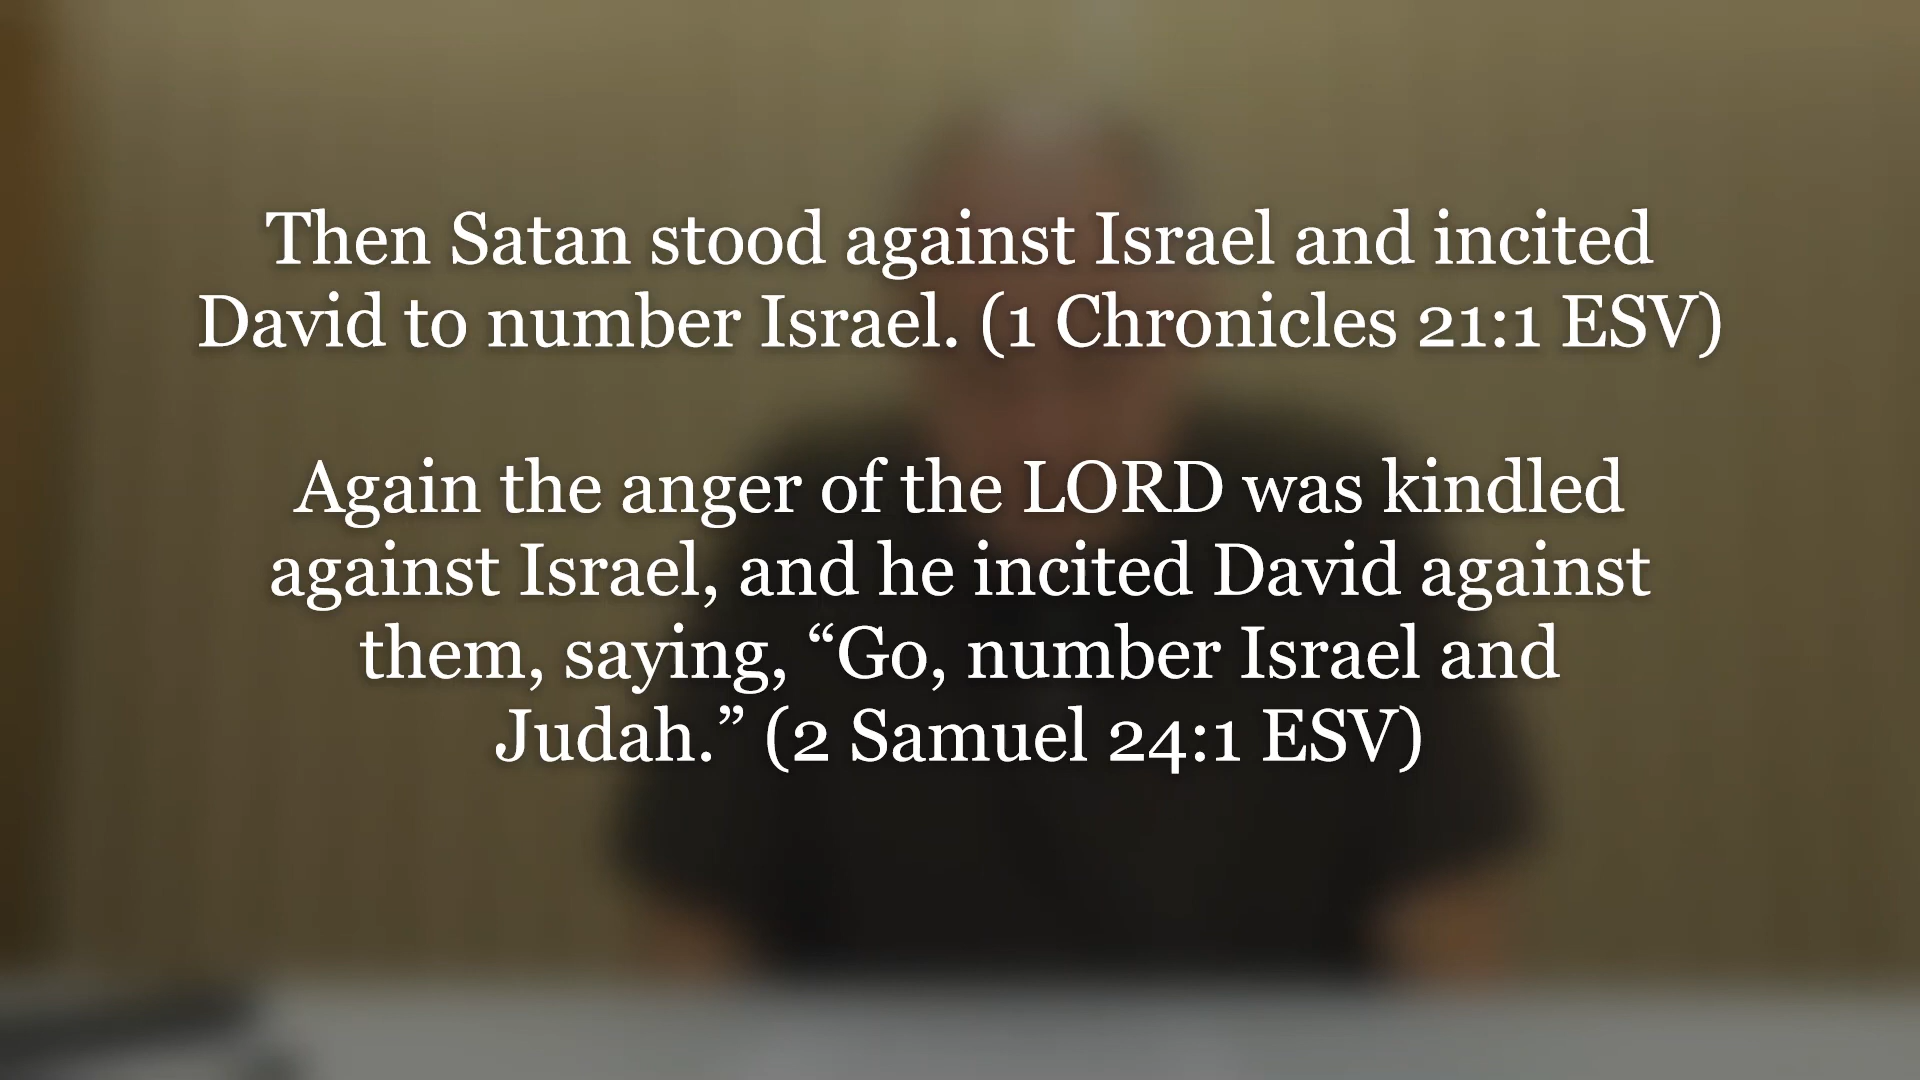 Then Satan stood against Israel and incited
David to number Israel. (1 Chronicles 21:1 ESV)
Again the anger of the LORD was kindled
against Israel, and he incited David against
them, saying, “Go, number Israel and
Judah.” (2 Samuel 24:1 ESV)